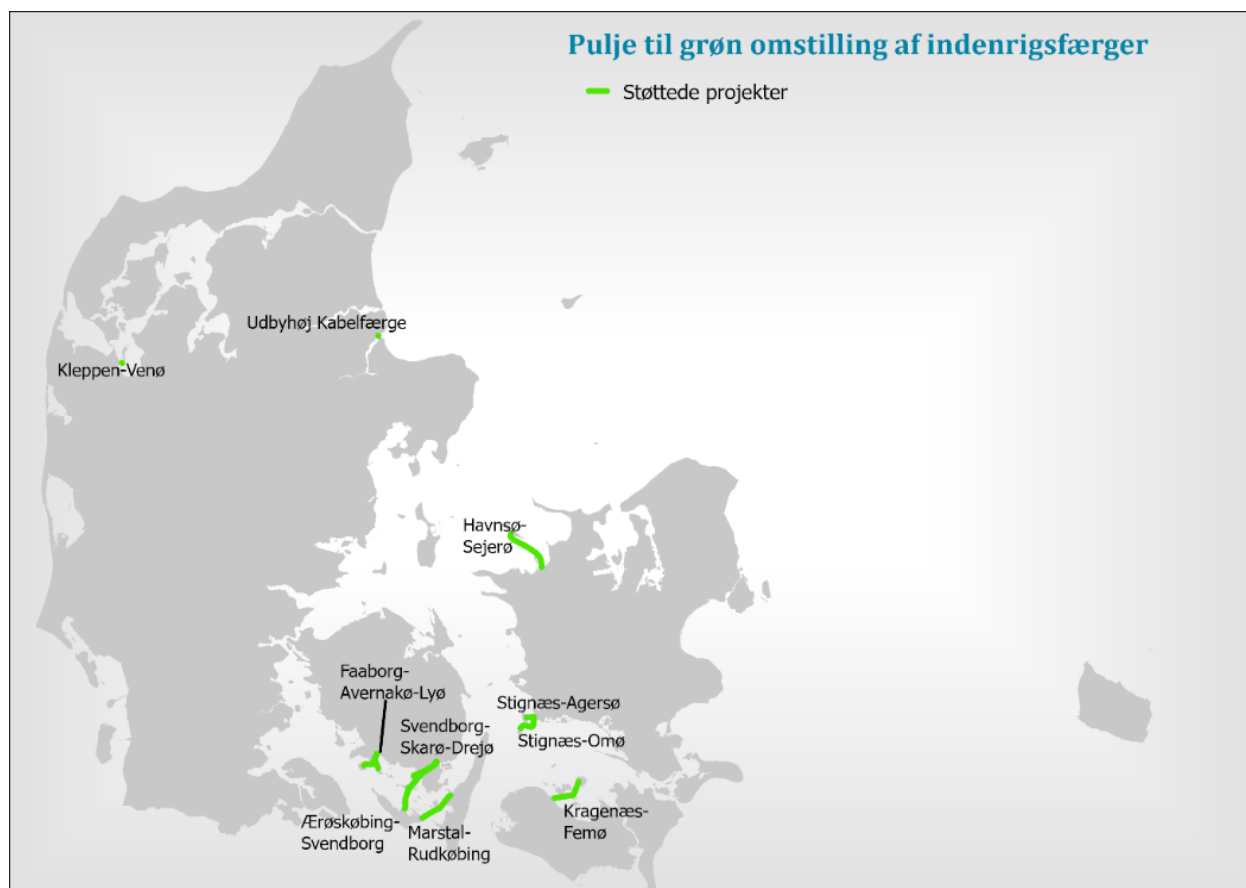 Pulje til grøn omstilling af indenrigsfærger
Støttede projekter
Udbyhøj Kabelfærge
Kleppen-Venø
Havnsø-
Sejerø
Faaborg-
Avernakø-Lyø
Svendborg-
Skarø-Drejø
Stignæs-Agersø
Stignæs-Omø
Ærøskøbing-
Svendborg
Marstal-
Rudkøbing
Kragenæs-
Femø